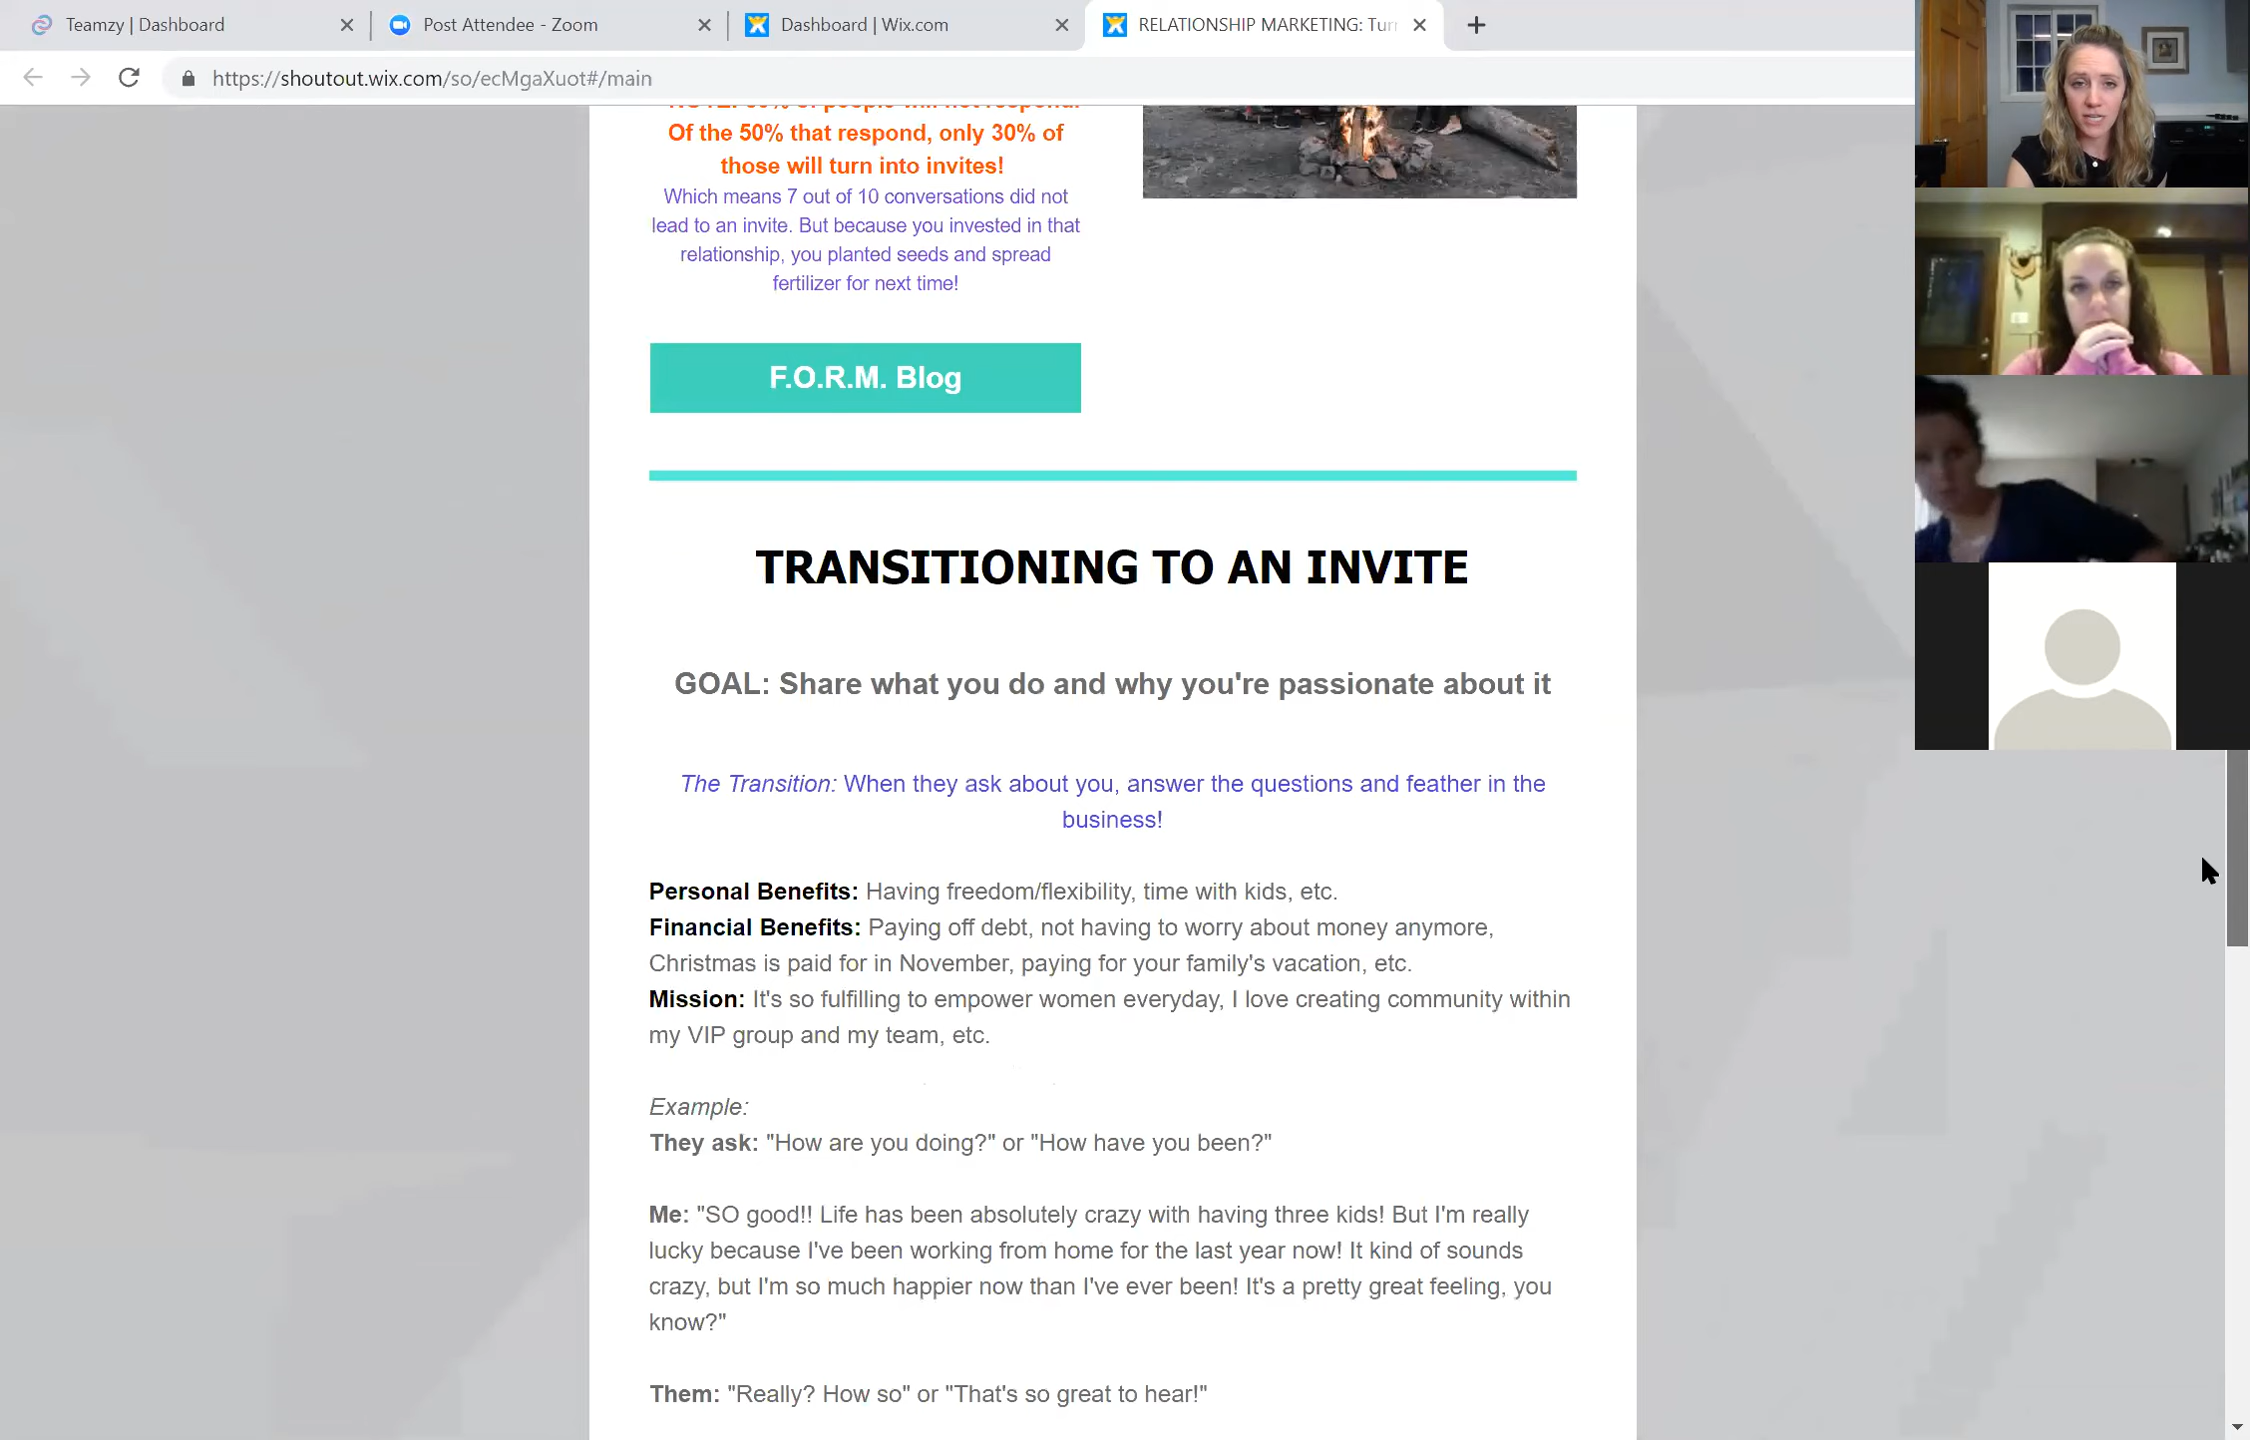 Teamzy | Dashboard
Post Attendee - Zoom
Dashboard | Wix.com
RELATIONSHIP MARKETING: Tur
https://shoutout.wix.com/so/ecMgaXuot#/main
NOTE: 50% of people will not respond.
Of the 50% that respond, only 30% of
those will turn into invites!
Which means 7 out of 10 conversations did not
lead to an invite. But because you invested in that
relationship, you planted seeds and spread
fertilizer for next time!
F.O.R.M. Blog
TRANSITIONING TO AN INVITE
GOAL: Share what you do and why you're passionate about it
The Transition: When they ask about you, answer the questions and feather in the
business!
Personal Benefits: Having freedom/flexibility, time with kids, etc.
Financial Benefits: Paying off debt, not having to worry about money anymore,
Christmas is paid for in November, paying for your family's vacation, etc.
Mission: It's so fulfilling to empower women everyday, I love creating community within
my VIP group and my team, etc.
Example:
They ask: "How are you doing?" or "How have you been?"
Me: "SO good!! Life has been absolutely crazy with having three kids! But I'm really
lucky because I've been working from home for the last year now! It kind of sounds
crazy, but I'm so much happier now than I've ever been! It's a pretty great feeling, you
know?"
Them: "Really? How so" or "That's so great to hear!"